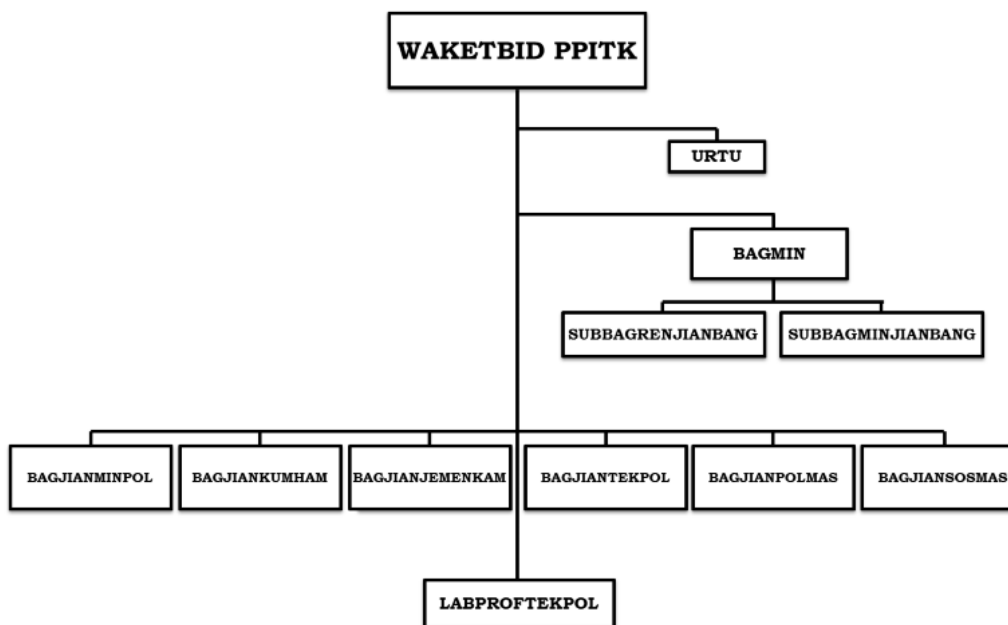 WAKETBID PPITK
URTU
BAGMIN
SUBBAGRENJIANBANG
SUBBAGMINJIANBANG
BAGJIANMINPOL
BAGJIANKUMHAM
BAGJIANJEMENKAM
BAGJIANTEKPOL
BAGJIANPOLMAS
BAGJIANSOSMAS
LABPROFTEKPOL